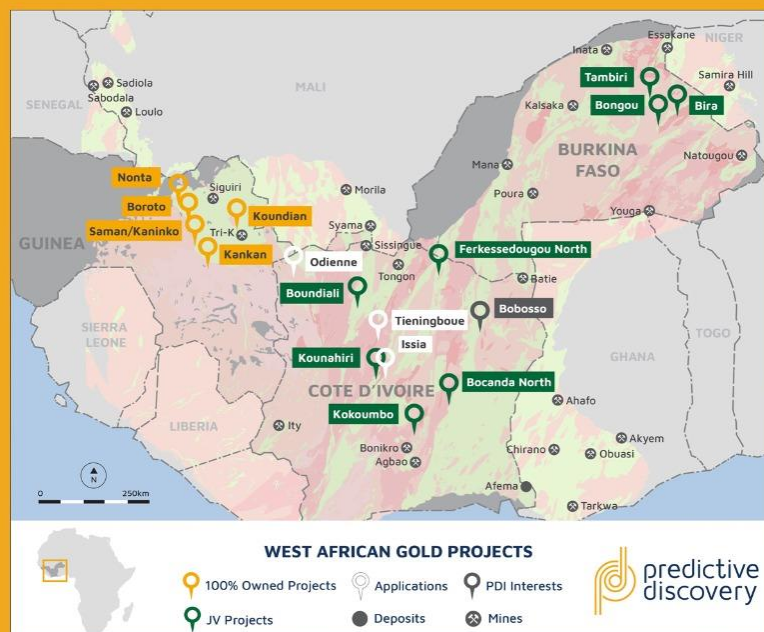 Essakane
NIGER
Inata
Tambiri
Samira Hill
Sadiola
Sabodala
MALI
SENEGAL
Loulo
Kalsaka
Bongou
Bira
BURKINA
FASO
Natougou
Mana
Nonta
Siguiri
Morila
Poura
Boroto
Koundian
Youga
Saman/Kaninko
Tri-K
Syama
GUINEA
Kankan
Sissingue
Ferkessedougou North
Odienne
Tongon
Batie
Boundiali
Tieningboue
Bobosso
SIERRA
LEONE
Issia
Kounahiri
TOGO
GHANA
Bocanda North
COTE D'IVOIRE
Ahafo
Kokoumbo
LIBERIA
Ity
Akyem
Bonikro
Chirano
Obuasi
Agbao
N
Afema
0 250km
Tarkwa
WEST AFRICAN GOLD PROJECTS
100% Owned Projects
Applications
PDI Interests
JV Projects
Deposits
Mines
predictive
discovery